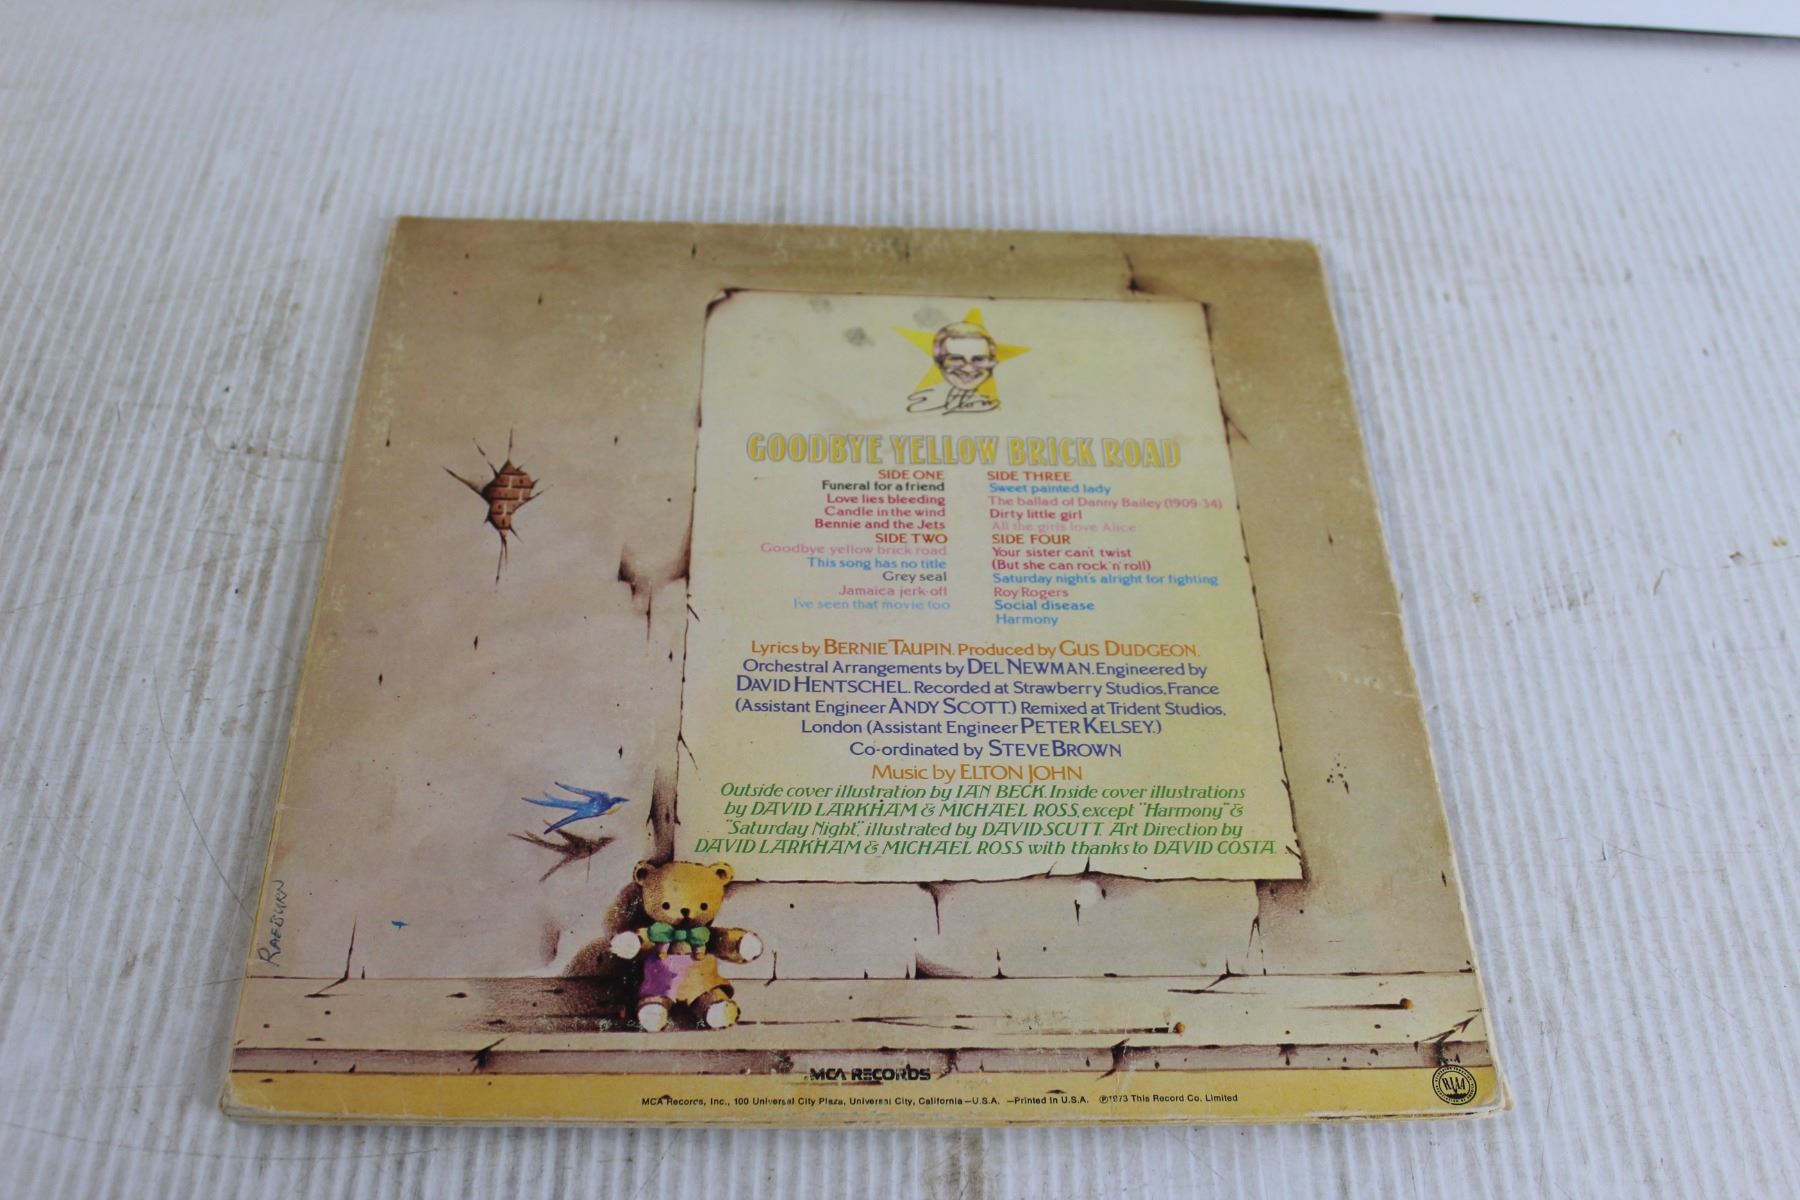 Elton
GOODBYE YELLOW BRICK ROAD
SIDE ONE
Funeral for a friend
Love lies bleeding
Candle in the wind
Bennie and the Jets
SIDE TWO
Goodbye yellow brick road
This song has no title
Grey seal
Jamaica jerk-off
I've seen that movie too
SIDE THREE
Sweet painted lady
The ballad of Danny Bailey (1909-34)
Dirty little girl
All the girls love Alice
SIDE FOUR
Your sister can't twist
(But she can rock 'n' roll)
Saturday night's alright for fighting
Roy Rogers
Social disease
Harmony
Lyrics by BERNIE TAUPIN. Produced by GUS DUDGEON.
Orchestral Arrangements by DEL NEWMAN. Engineered by
DAVID HENTSCHEL. Recorded at Strawberry Studios, France
(Assistant Engineer ANDY SCOTT.) Remixed at Trident Studios,
London (Assistant Engineer PETER KELSEY.)
Co-ordinated by STEVE BROWN
Music by ELTON JOHN
Outside cover illustration by IAN BECK. Inside cover illustrations
by DAVID LARKHAM & MICHAEL ROSS, except "Harmony" &
"Saturday Night", illustrated by DAVID SCUTT. Art Direction by
DAVID LARKHAM & MICHAEL ROSS with thanks to DAVID COSTA.
RAEBURN
MCA RECORDS
MCA Records, Inc., 100 Universal City Plaza, Universal City, California—U.S.A. —Printed in U.S.A. ℗1973 This Record Co. Limited
RIAA